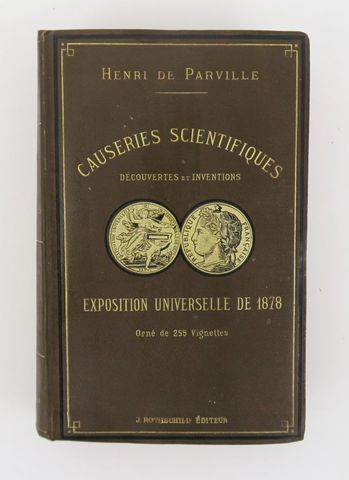 HENRI DE PARVILLE
CAUSERIES SCIENTIFIQUES
DÉCOUVERTES ET INVENTIONS
RÉPUBLIQUE FRANÇAISE
EXPOSITION UNIVERSELLE DE 1878
Orné de 255 Vignettes
J. ROTHSCHILD ÉDITEUR